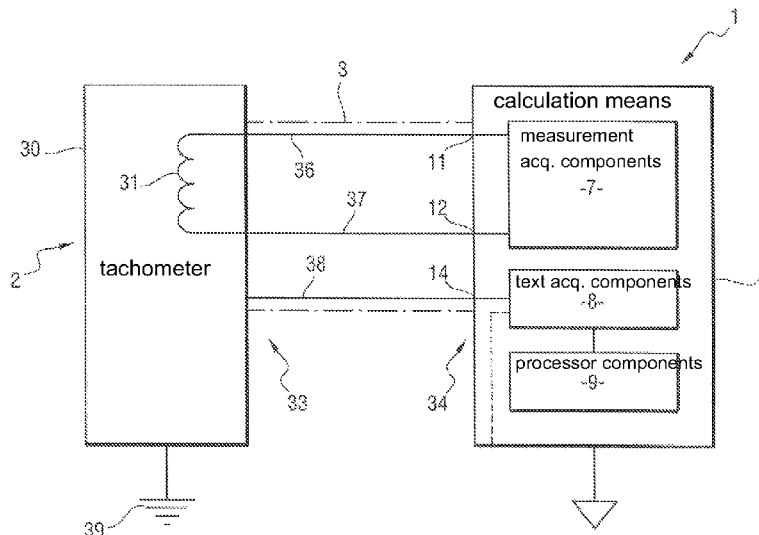 1
3
calculation means
30
36
11
measurement
acq. components
-7-
31
37
12
2
tachometer
38
14
text acq. components
-8-
processor components
-9-
33
34
39